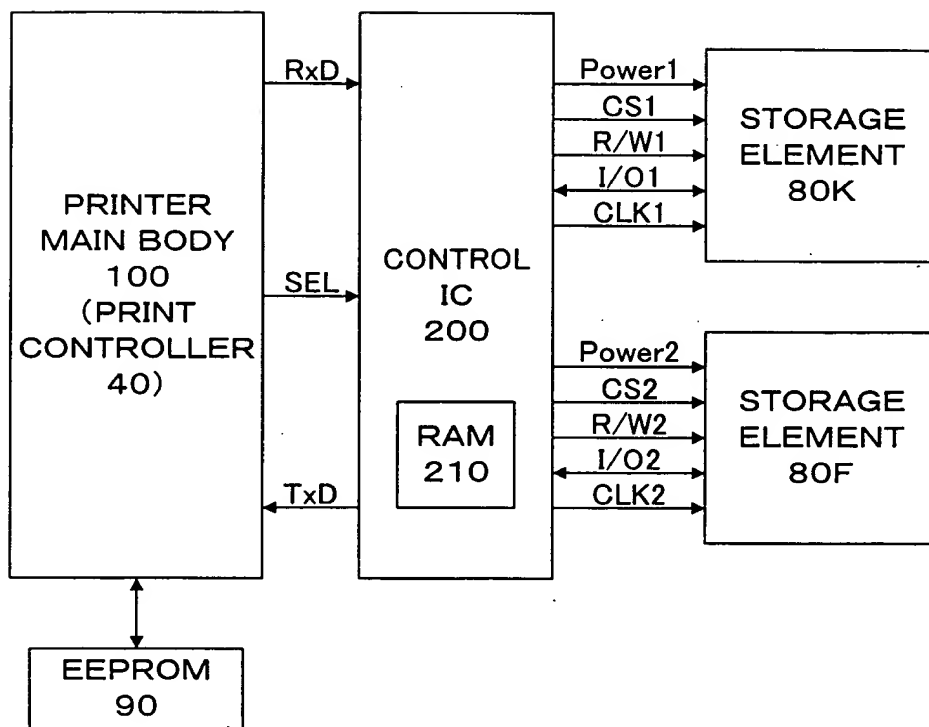 PRINTER
MAIN BODY
100
(PRINT
CONTROLLER
40)
RxD
SEL
TxD
CONTROL
IC
200
RAM
210
Power1
CS1
R/W1
I/O1
CLK1
STORAGE
ELEMENT
80K
Power2
CS2
R/W2
I/O2
CLK2
STORAGE
ELEMENT
80F
EEPROM
90